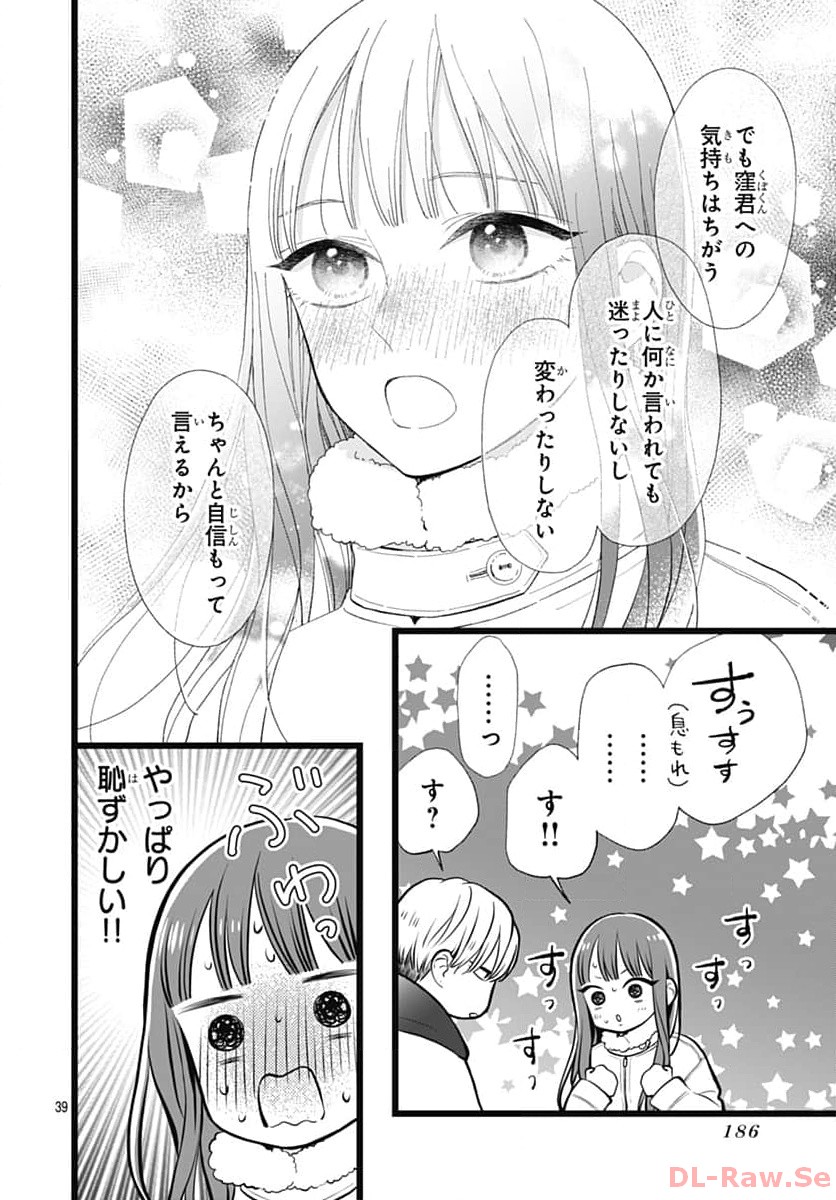 でも窪君への
気持ちはちがう
人に何か言われても
迷ったりしないし
変わったりしない
ちゃんと自信もって
言えるから
すぅすす
(息もれ)
………
………
す!!
………っ
す?
すっ
すっ
すっ
ぶわっ
やっぱり
恥ずかしい!!
39
186
DL-Raw.Se